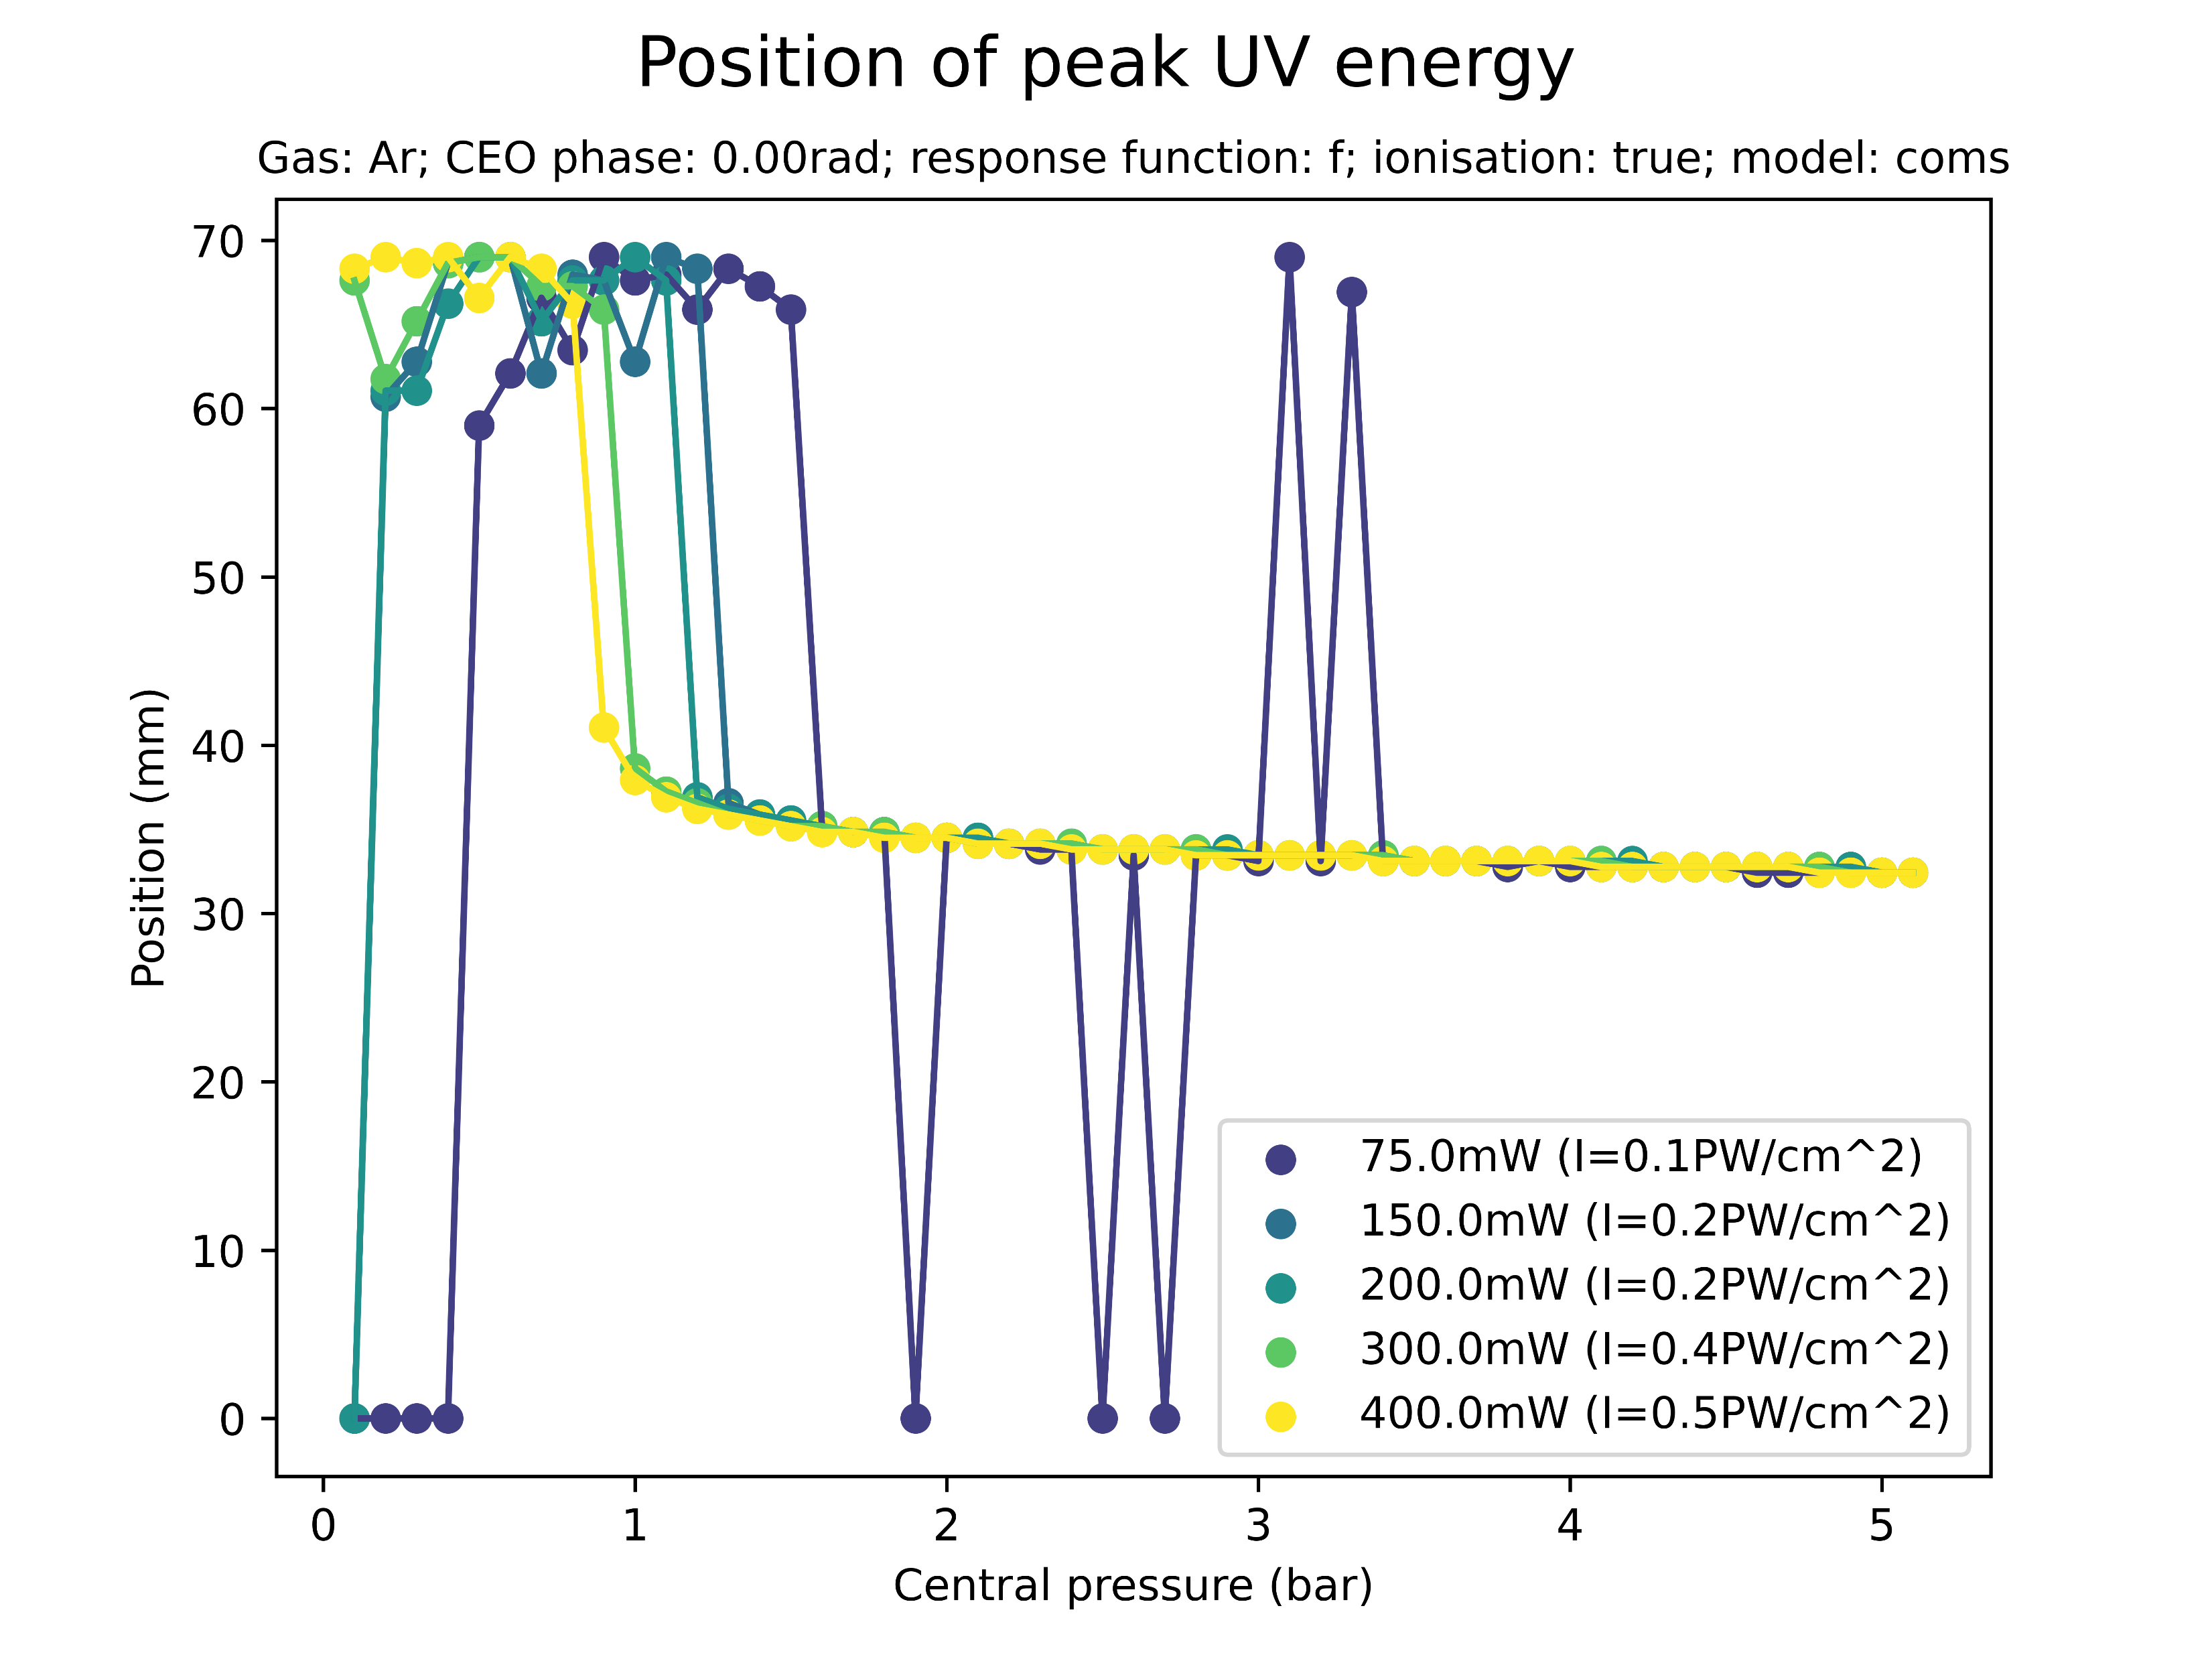 Position of peak UV energy
Gas: Ar; CEO phase: 0.00rad; response function: f; ionisation: true; model: coms
70
60
50
40
30
20
10
0
Position (mm)
75.0mW (I=0.1PW/cm^2)
150.0mW (I=0.2PW/cm^2)
200.0mW (I=0.2PW/cm^2)
300.0mW (I=0.4PW/cm^2)
400.0mW (I=0.5PW/cm^2)
0 1 2 3 4 5
Central pressure (bar)